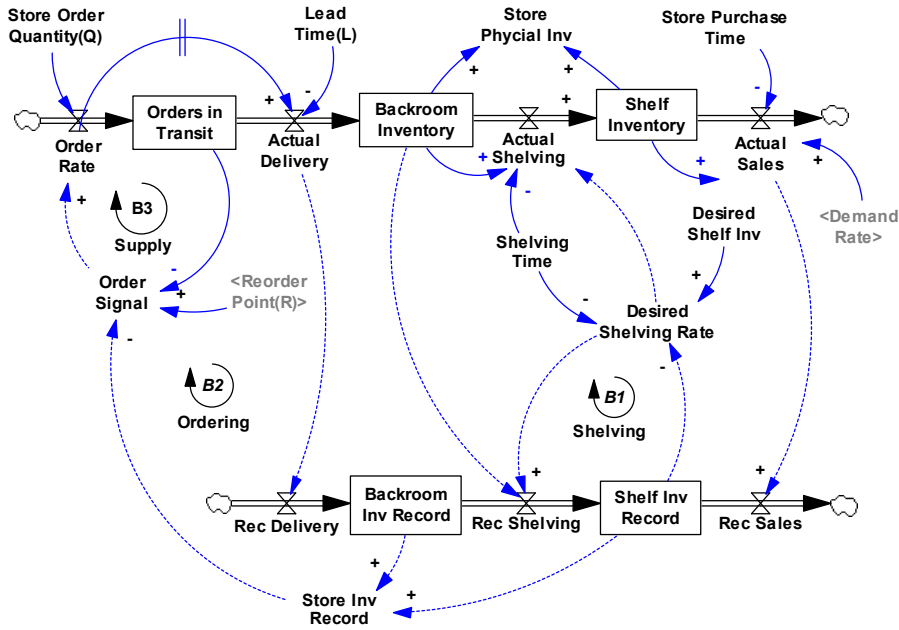 Store Order
Quantity(Q)
Lead
Time(L)
Store
Phycial Inv
Store Purchase
Time
+
+
-
+
+
-
+
Orders in
Transit
Backroom
Inventory
Shelf
Inventory
Order
Rate
Actual
Delivery
Actual
Shelving
Actual
Sales
+
+
+
+
-
B3
Supply
Shelving
Time
Desired
Shelf Inv
<Demand
Rate>
-
+
+
Order
Signal
<Reorder
Point(R)>
-
-
Desired
Shelving Rate
-
B2
Ordering
B1
Shelving
+
+
Backroom
Inv Record
Shelf Inv
Record
Rec Delivery
Rec Shelving
Rec Sales
+
+
+
Store Inv
Record